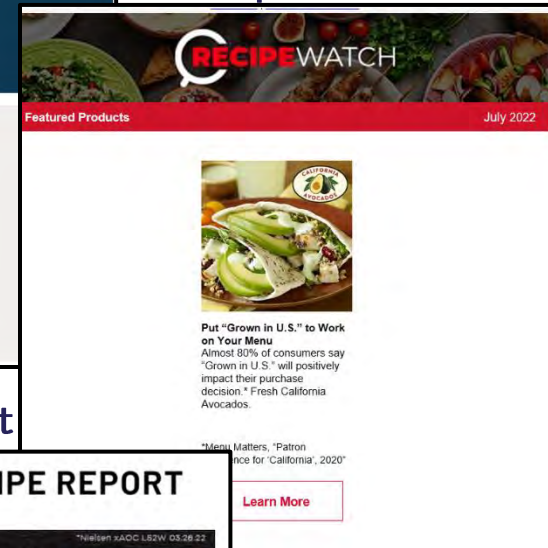 RECIPEWATCH
Featured Products
July 2022
CALIFORNIA
AVOCADOS
Put "Grown in U.S." to Work
on Your Menu
Almost 80% of consumers say
"Grown in U.S." will positively
impact their purchase
decision.* Fresh California
Avocados.
*Menu Matters, "Patron
ence for 'California', 2020"
t
IPE REPORT
Learn More
*Nielsen xAOC L52W 03.26.22